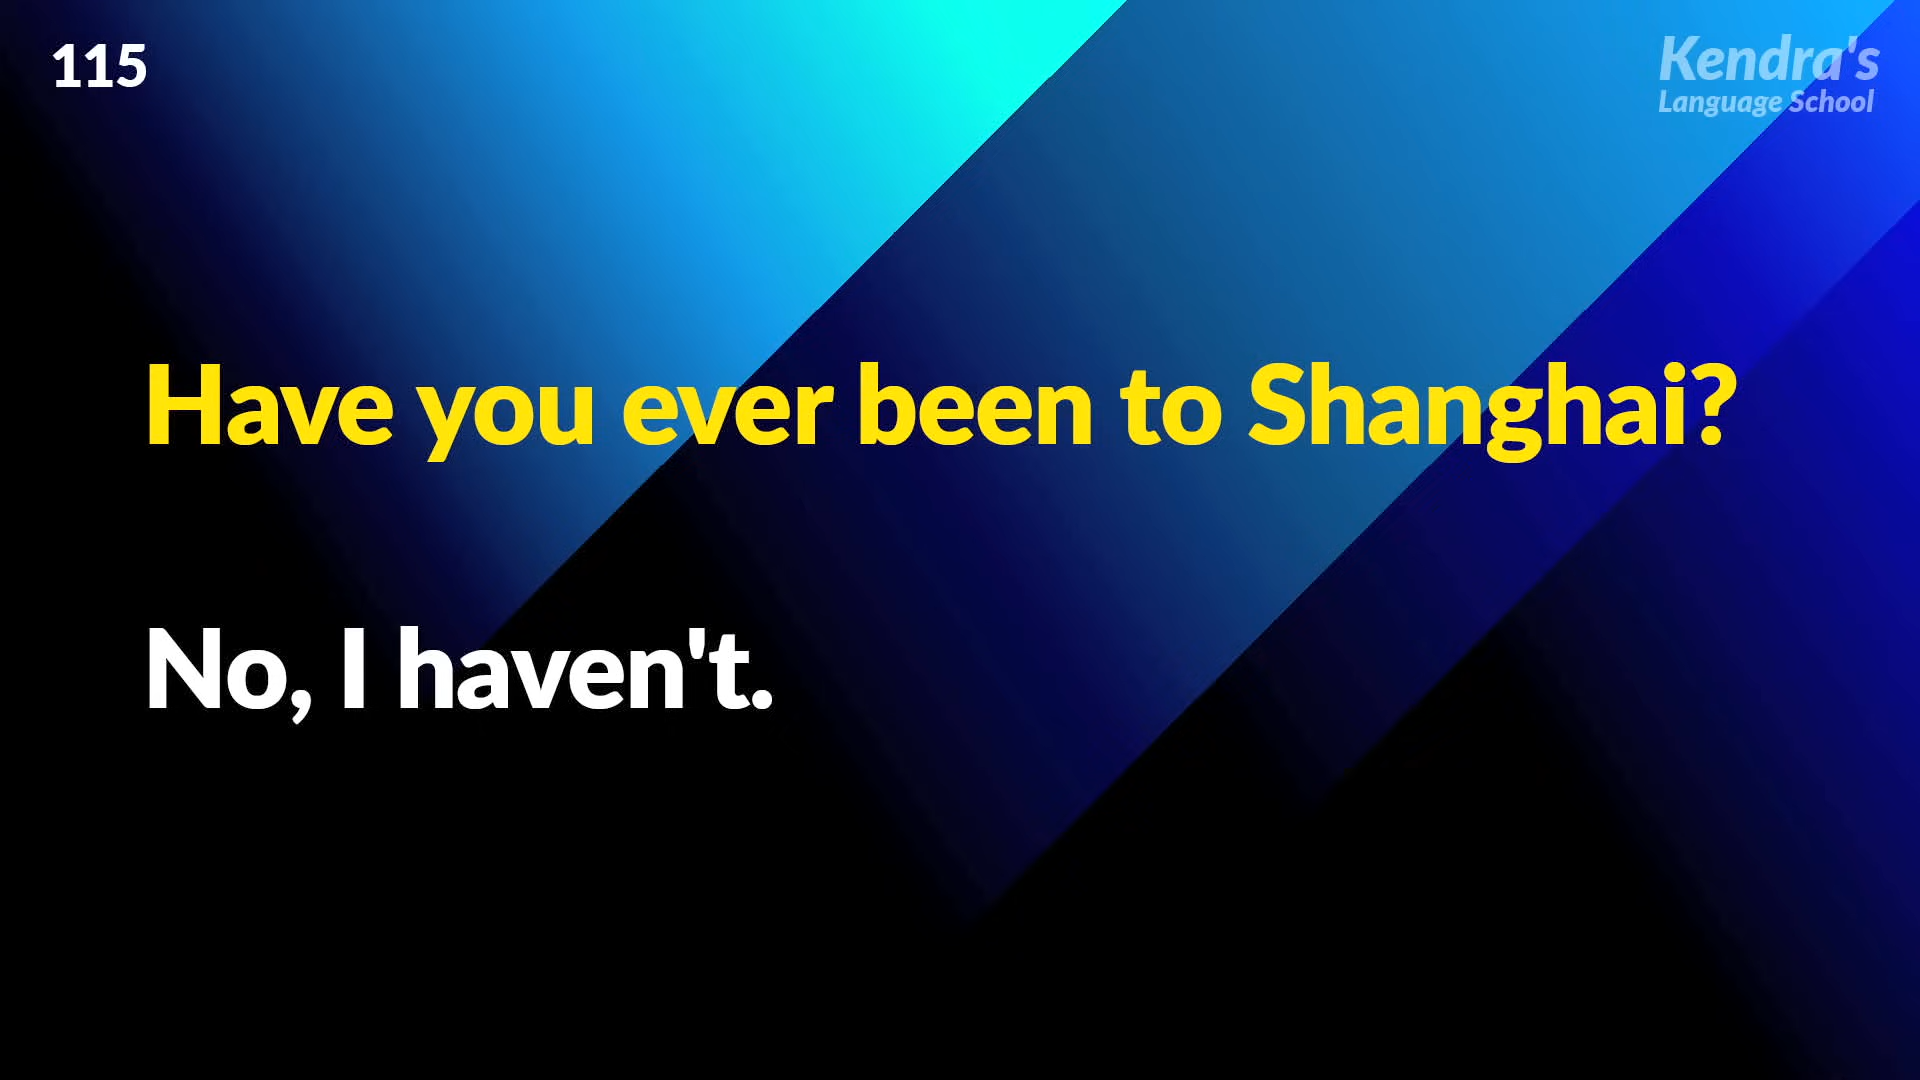 115
Kendra's
Language School
Have you ever been to Shanghai?
No, I haven't.